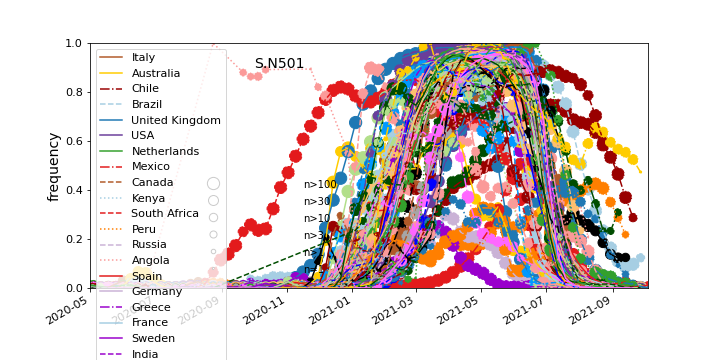 1.0
0.8
0.6
0.4
0.2
0.0
frequency
S.N501
Italy
Australia
Chile
Brazil
United Kingdom
USA
Netherlands
Mexico
Canada
Kenya
South Africa
Peru
Russia
Angola
Spain
Germany
Greece
France
Sweden
India
n>100
n>30
n>10
2020-05
2020-09
2020-11
2021-01
2021-03
2021-05
2021-07
2021-09